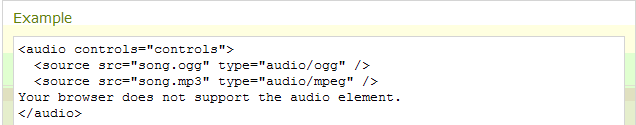 Example
<audio controls="controls">
  <source src="song.ogg" type="audio/ogg" />
  <source src="song.mp3" type="audio/mpeg" />
Your browser does not support the audio element.
</audio>